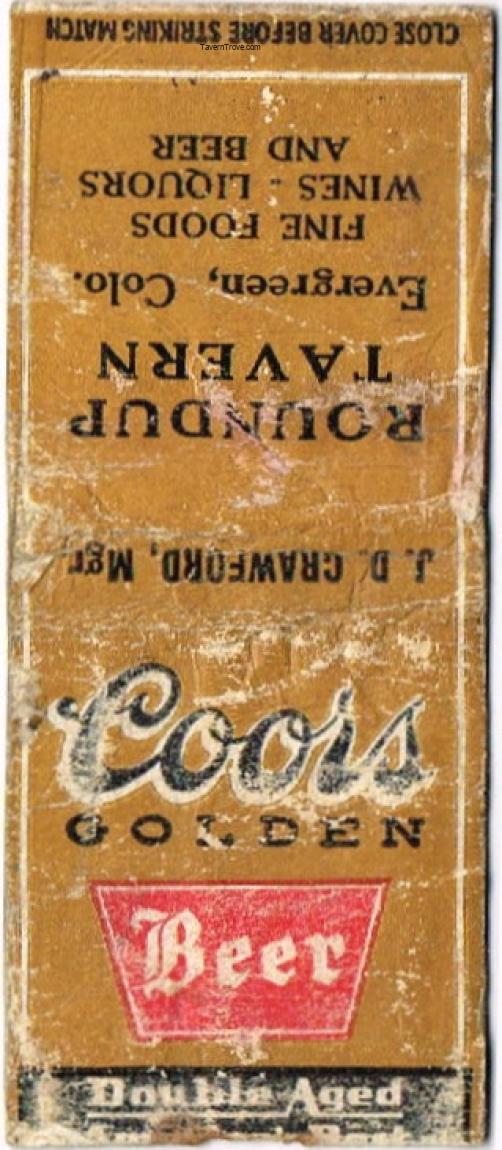 CLOSE COVER BEFORE STRIKING MATCH
TavernTrove.com
ROUNDUP
TAVERN
Evergreen, Colo.
FINE FOODS
WINES - LIQUORS
AND BEER
J. D. CRAWFORD, Mgr.
Coors
GOLDEN
Beer
Double Aged